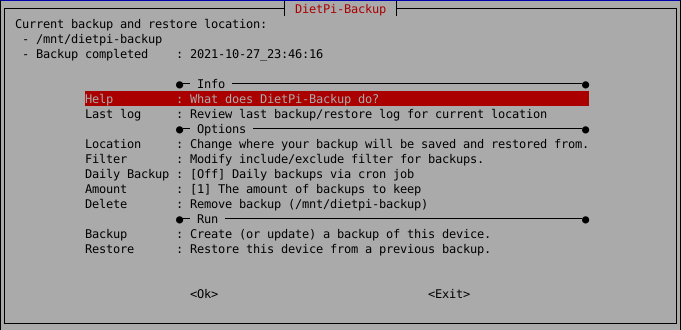 DietPi-Backup
Current backup and restore location:
- /mnt/dietpi-backup
- Backup completed : 2021-10-27_23:46:16
Info
Help : What does DietPi-Backup do?
Last log : Review last backup/restore log for current location
Options
Location : Change where your backup will be saved and restored from.
Filter : Modify include/exclude filter for backups.
Daily Backup : [Off] Daily backups via cron job
Amount : [1] The amount of backups to keep
Delete : Remove backup (/mnt/dietpi-backup)
Run
Backup : Create (or update) a backup of this device.
Restore : Restore this device from a previous backup.
<Ok> <Exit>